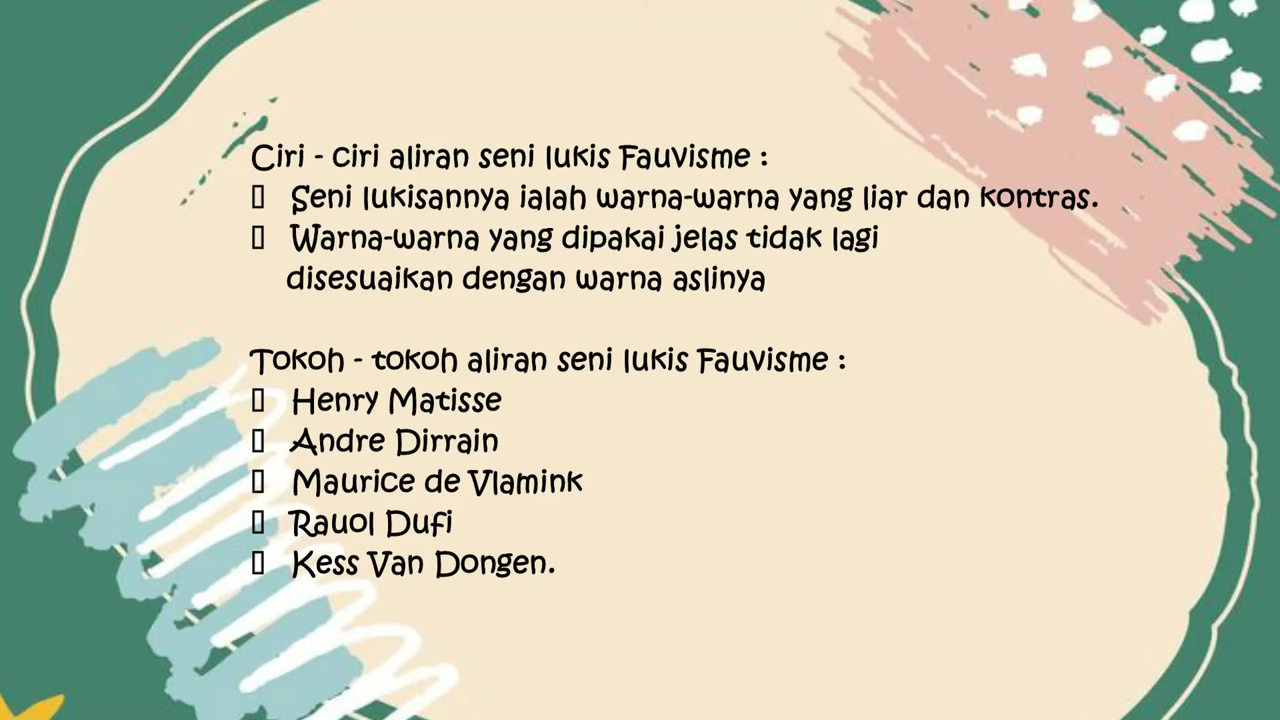 Ciri - ciri aliran seni lukis Fauvisme :
▯ Seni lukisannya ialah warna-warna yang liar dan kontras.
▯ Warna-warna yang dipakai jelas tidak lagi
disesuaikan dengan warna aslinya
Tokoh - tokoh aliran seni lukis Fauvisme :
▯ Henry Matisse
▯ Andre Dirrain
▯ Maurice de Vlamink
▯ Rauol Dufi
▯ Kess Van Dongen.